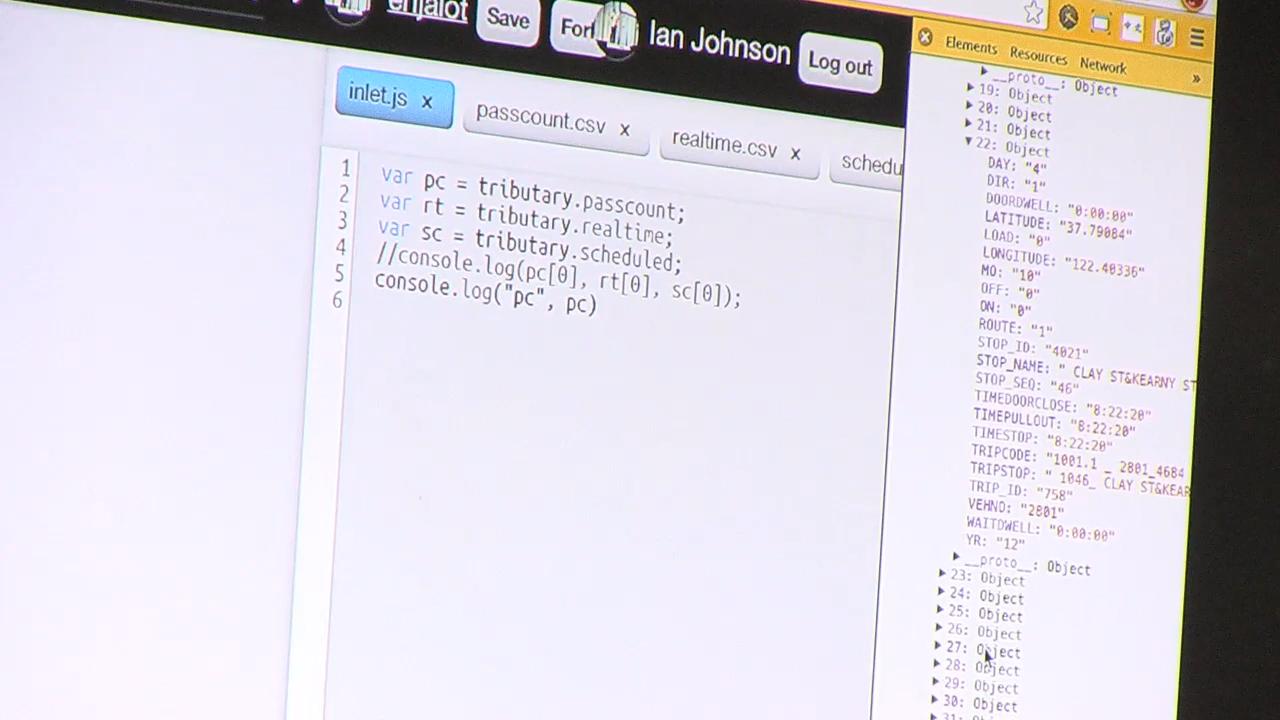 enjalot
Save
Fork
Ian Johnson
Log out
inlet.js x
passcount.csv x
realtime.csv x
schedu
1 var pc = tributary.passcount;
2 var rt = tributary.realtime;
3 var sc = tributary.scheduled;
4 //console.log(pc[0], rt[0], sc[0]);
5 console.log("pc", pc)
6
Elements Resources Network »
__proto__: Object
19: Object
20: Object
21: Object
22: Object
DAY: "4"
DIR: "1"
DOORDWELL: "0:00:00"
LATITUDE: "37.79084"
LOAD: "0"
LONGITUDE: "122.40336"
MO: "10"
OFF: "0"
ON: "0"
ROUTE: "1"
STOP_ID: "4021"
STOP_NAME: " CLAY ST&KEARNY ST
STOP_SEQ: "46"
TIMEDOORCLOSE: "8:22:20"
TIMEPULLOUT: "8:22:20"
TIMESTOP: "8:22:20"
TRIPCODE: "1001.1 _ 2801_4684
TRIPSTOP: " 1046_ CLAY ST&KEAR
TRIP_ID: "758"
VEHNO: "2801"
WAITDWELL: "0:00:00"
YR: "12"
__proto__: Object
23: Object
24: Object
25: Object
26: Object
27: Object
28: Object
29: Object
30: Object